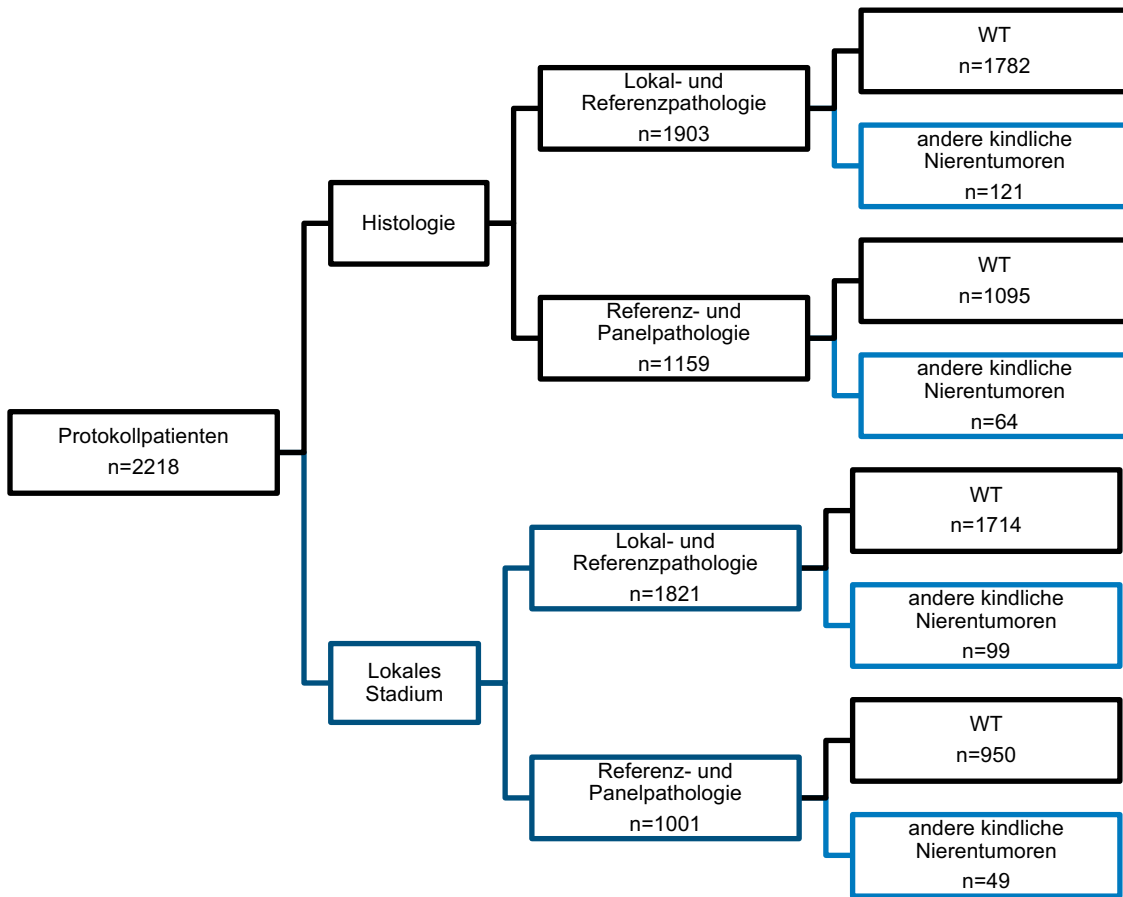 Protokollpatienten
n=2218
Histologie
Lokal- und
Referenzpathologie
n=1903
WT
n=1782
andere kindliche
Nierentumoren
n=121
Referenz- und
Panelpathologie
n=1159
WT
n=1095
andere kindliche
Nierentumoren
n=64
Lokales
Stadium
Lokal- und
Referenzpathologie
n=1821
WT
n=1714
andere kindliche
Nierentumoren
n=99
Referenz- und
Panelpathologie
n=1001
WT
n=950
andere kindliche
Nierentumoren
n=49